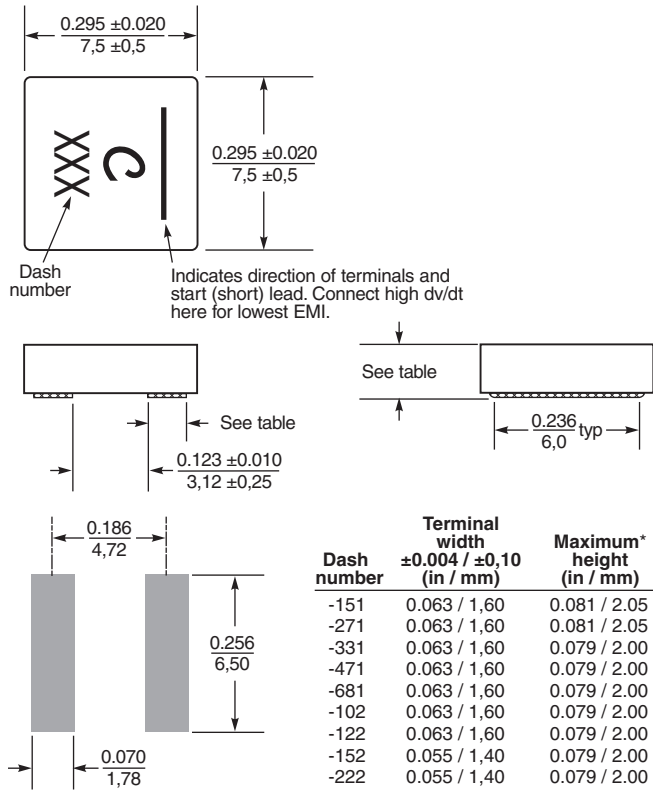 0.295 ±0.020
7,5 ±0,5
XXX
C
0.295 ±0.020
7,5 ±0,5
Dash
number
Indicates direction of terminals and
start (short) lead. Connect high dv/dt
here for lowest EMI.
See table
0.123 ±0.010
3,12 ±0,25
See table
0.236
6,0
typ
0.186
4,72
0.256
6,50
0.070
1,78
Dash
number
Terminal
width
±0.004 / ±0,10
(in / mm)
Maximum*
height
(in / mm)
-151 0.063 / 1,60 0.081 / 2.05
-271 0.063 / 1,60 0.081 / 2.05
-331 0.063 / 1,60 0.079 / 2.00
-471 0.063 / 1,60 0.079 / 2.00
-681 0.063 / 1,60 0.079 / 2.00
-102 0.063 / 1,60 0.079 / 2.00
-122 0.063 / 1,60 0.079 / 2.00
-152 0.055 / 1,40 0.079 / 2.00
-222 0.055 / 1,40 0.079 / 2.00